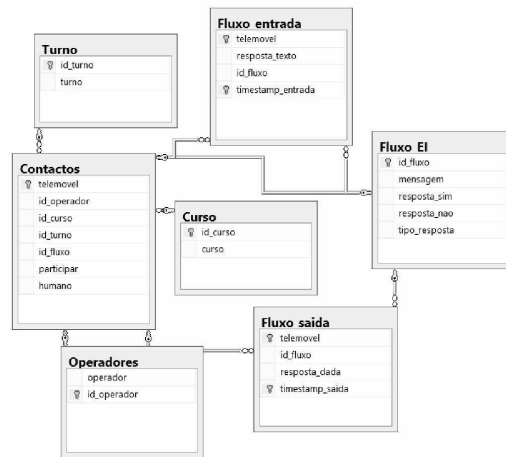 Fluxo entrada
telemovel
resposta_texto
id_fluxo
timestamp_entrada
Turno
id_turno
turno
Fluxo EI
id_fluxo
mensagem
resposta_sim
resposta_nao
tipo_resposta
Contactos
telemovel
id_operador
id_curso
id_turno
id_fluxo
participar
humano
Curso
id_curso
curso
Fluxo saida
telemovel
id_fluxo
resposta_dada
timestamp_saida
Operadores
operador
id_operador